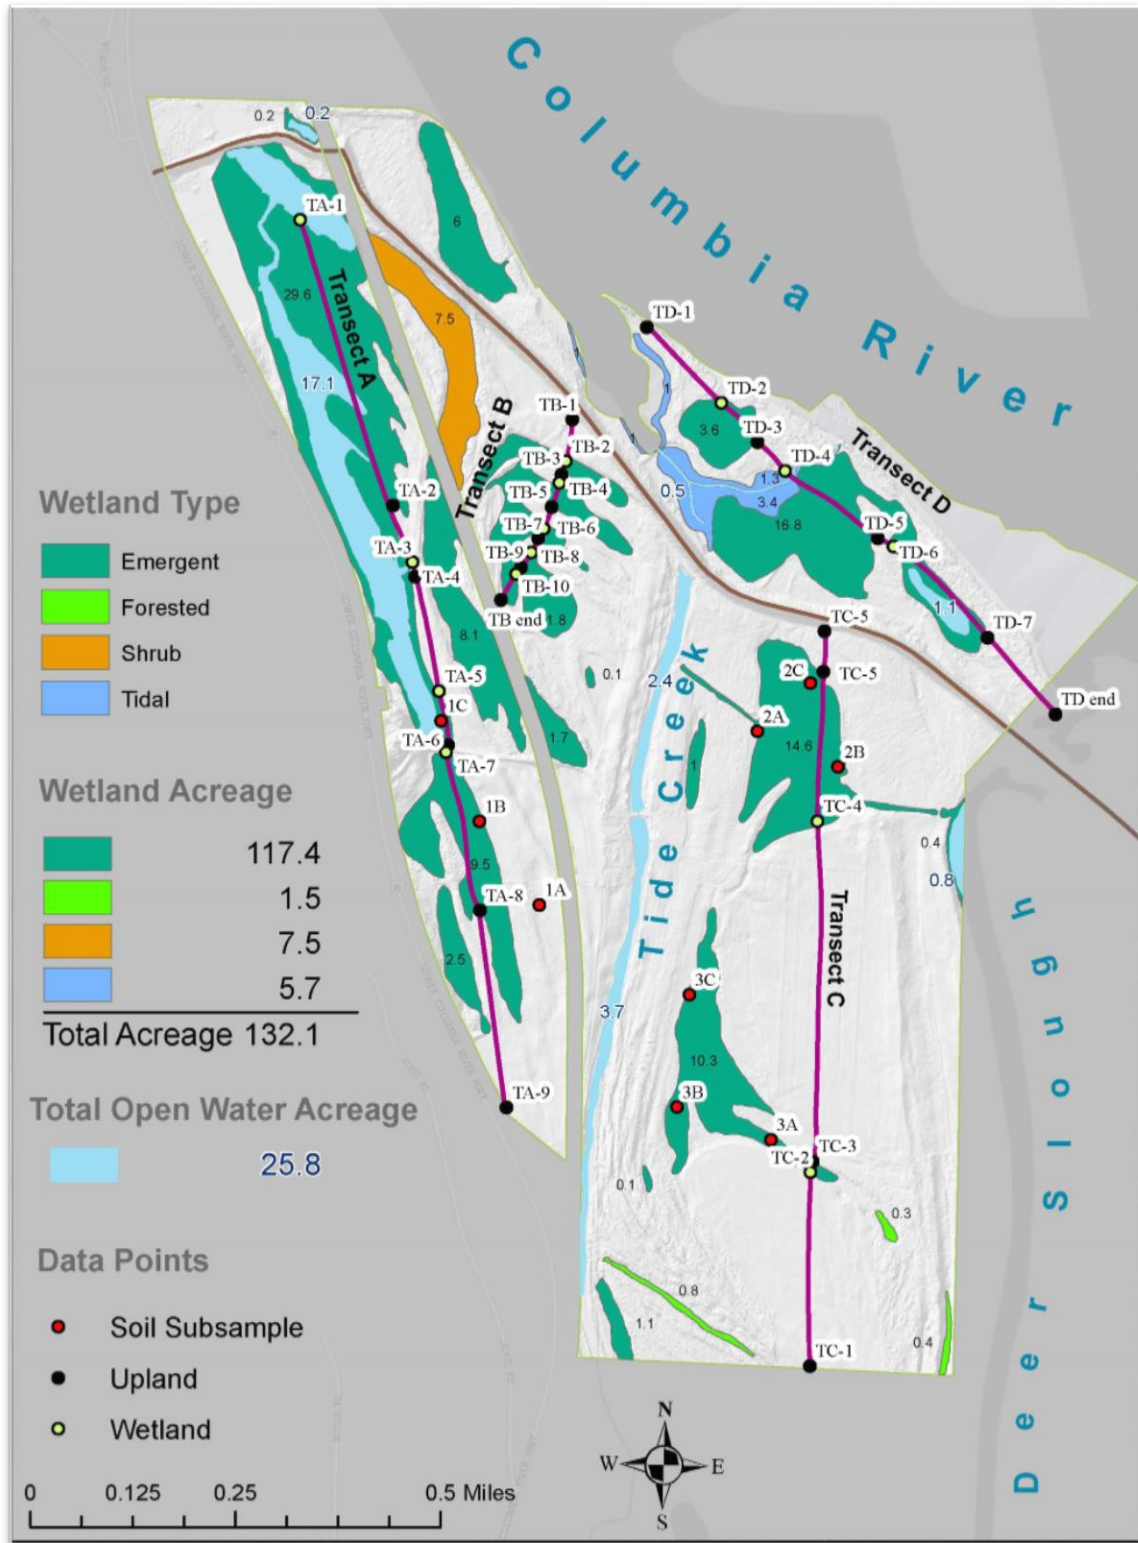 Columbia River
0.2
0.2
TA-1
6
29.6
Transect A
7.5
17.1
TD-1
1
1
1
TD-2
3.6
TD-3
TD-4
Transect D
1.3
3.4
0.5
16.8
TD-5
TD-6
1.1
TD-7
TD end
Transect B
TB-1
TB-2
TB-3
TB-4
TB-5
TB-6
TB-7
TB-8
TB-9
TB-10
TB end
1.8
TA-2
TA-3
TA-4
8.1
0.1
TA-5
1C
TA-6
TA-7
1.7
1B
9.5
TA-8
1A
2.5
TA-9
Tide Creek
2.4
3.7
1
TC-5
TC-5
2C
2A
14.6
2B
TC-4
0.4
0.8
Transect C
3C
10.3
3B
3A
TC-3
TC-2
0.1
0.3
0.8
1.1
0.4
TC-1
Deer Slough
Wetland Type
Emergent
Forested
Shrub
Tidal
Wetland Acreage
117.4
1.5
7.5
5.7
Total Acreage 132.1
Total Open Water Acreage
25.8
Data Points
Soil Subsample
Upland
Wetland
N
W E
S
0 0.125 0.25 0.5 Miles